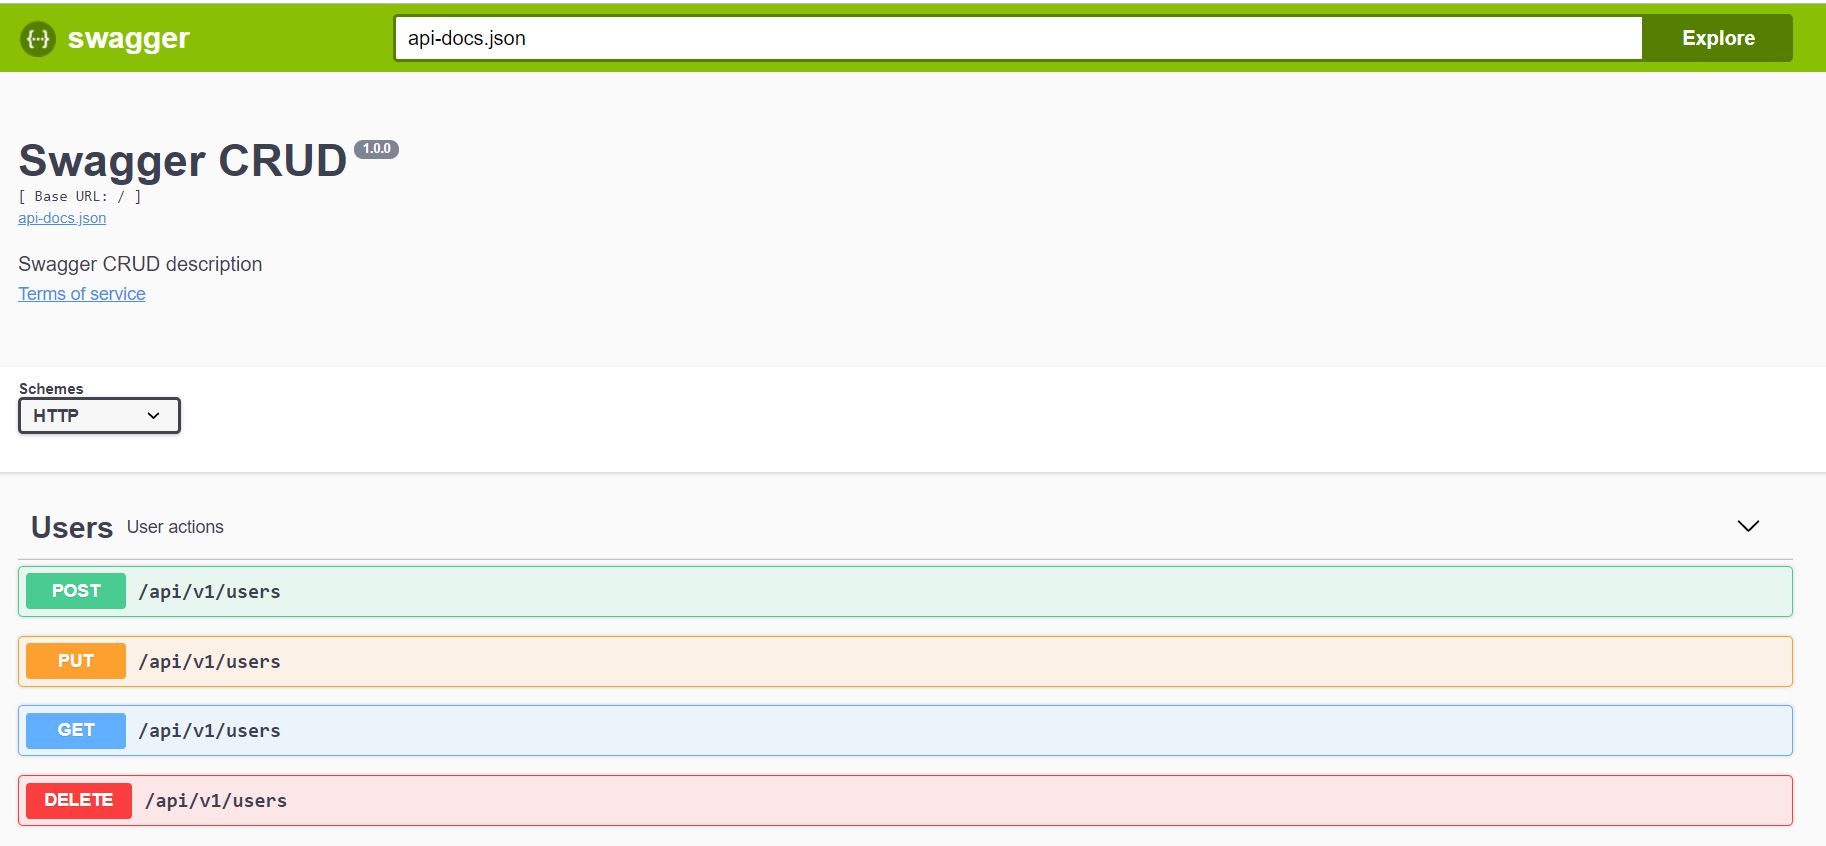 {...} swagger
api-docs.json
Explore
Swagger CRUD 1.0.0
[ Base URL: / ]
api-docs.json
Swagger CRUD description
Terms of service
Schemes
HTTP
Users User actions
POST /api/v1/users
PUT /api/v1/users
GET /api/v1/users
DELETE /api/v1/users